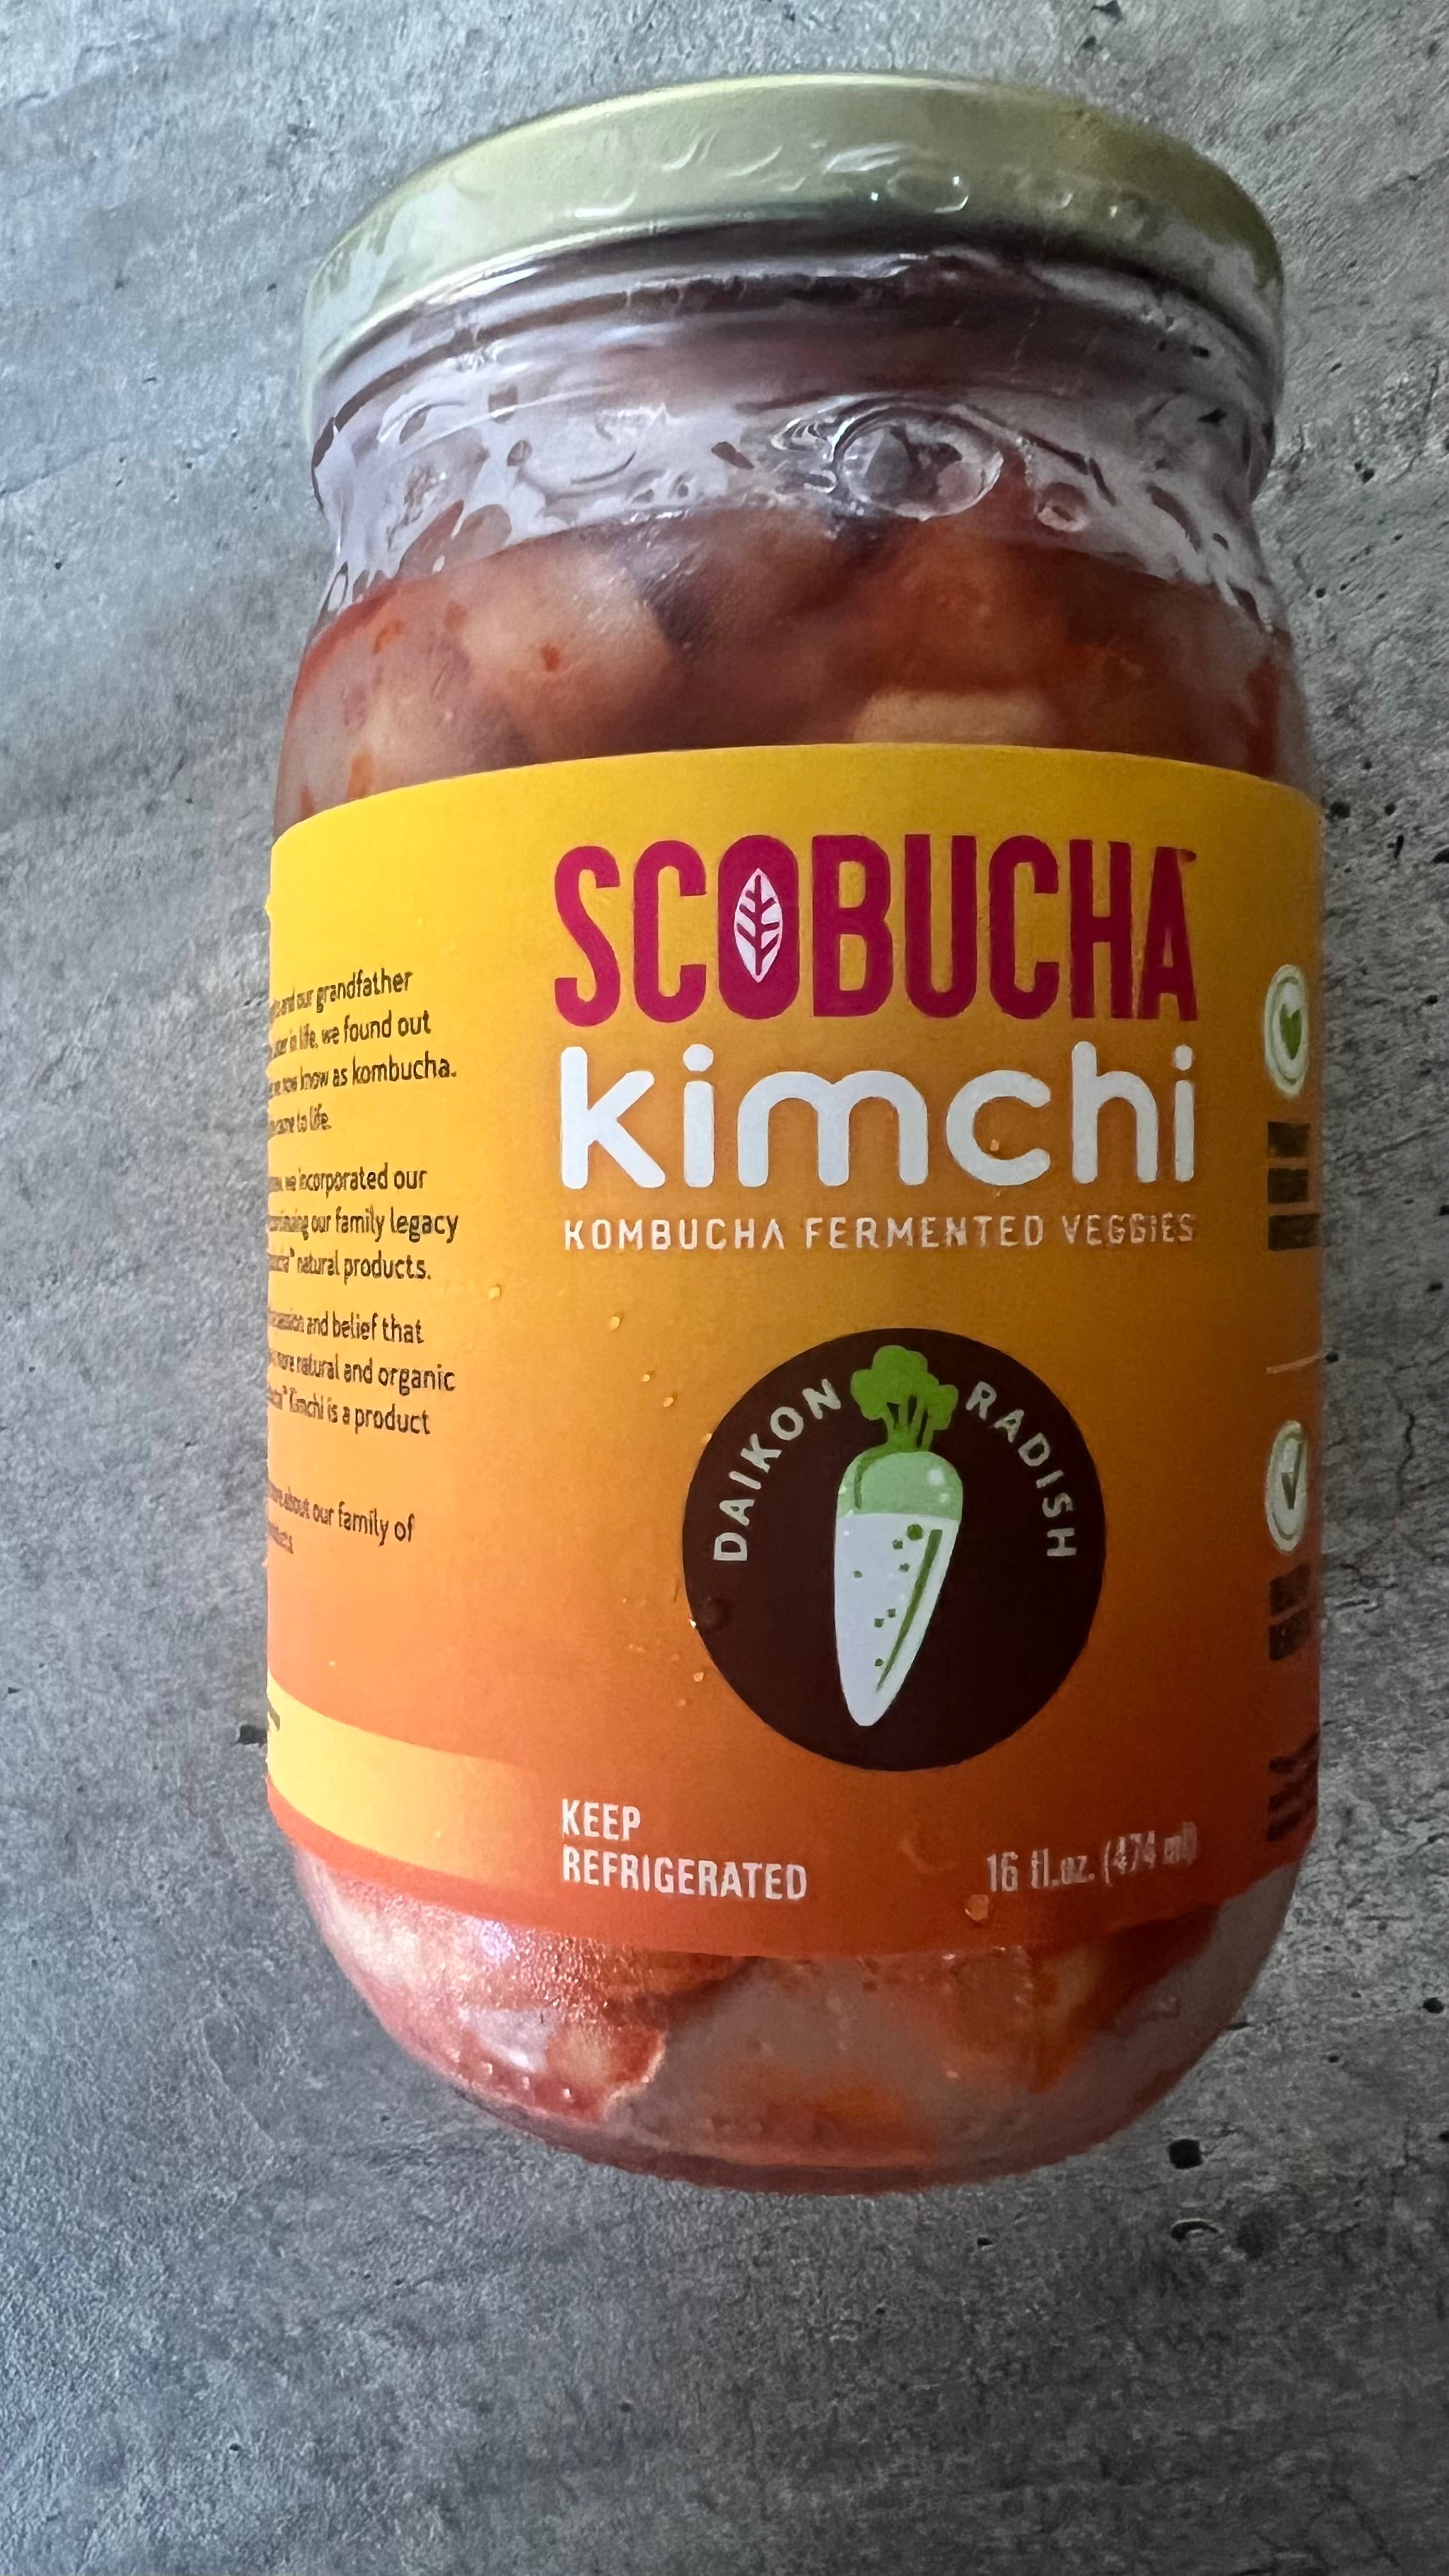 and our grandfather
in life, we found out
now know as kombucha.
came to life.
we incorporated our
our family legacy
natural products.
and belief that
more natural and organic
Kimchi is a product
about our family of
SCOBUCHA
kimchi
KOMBUCHA FERMENTED VEGGIES
DAIKON RADISH
KEEP
REFRIGERATED
16 fl.oz. (474 ml)